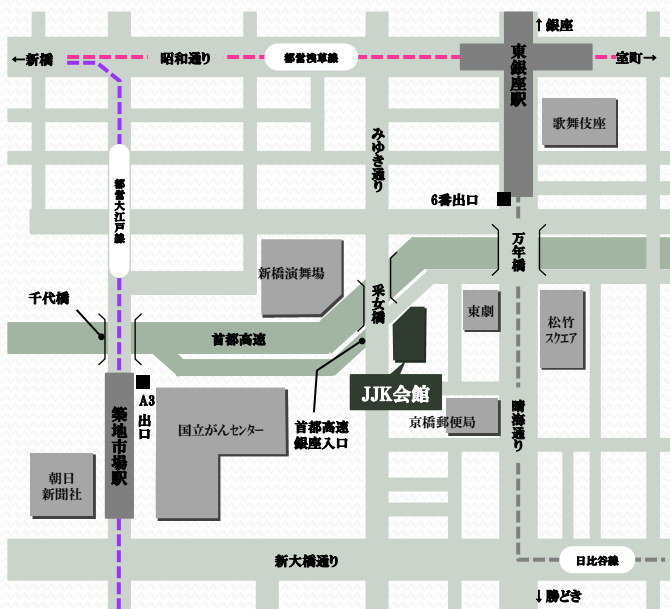 ↑銀座
←新橋
昭和通り
都営浅草線
東銀座駅
室町→
歌舞伎座
みゆき通り
都営大江戸線
6番出口
万年橋
新橋演舞場
采女橋
千代橋
首都高速
東劇
松竹
スクエア
JJK会館
A3
出口
築地市場駅
国立がんセンター
首都高速
銀座入口
京橋郵便局
晴海通り
朝日
新聞社
新大橋通り
日比谷線
↓勝どき